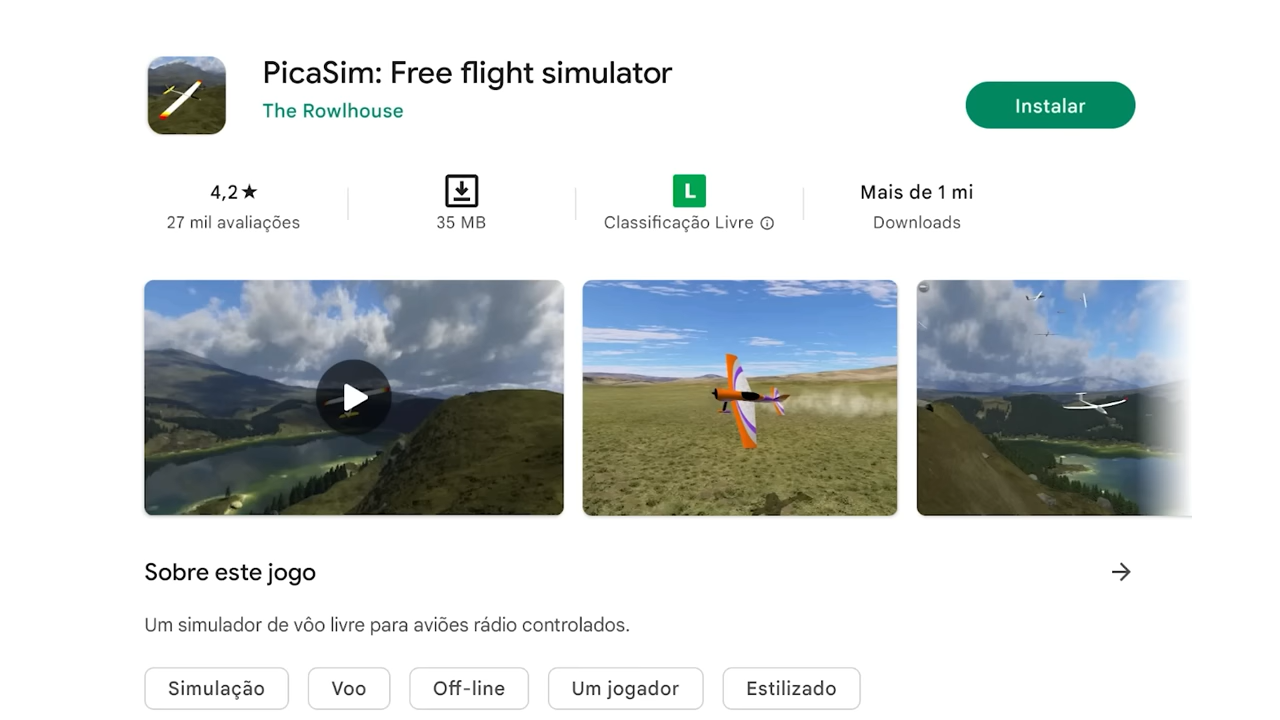 PicaSim: Free flight simulator
The Rowlhouse
Instalar
4,2★
27 mil avaliações
35 MB
L
Classificação Livre
Mais de 1 mi
Downloads
Sobre este jogo
Um simulador de vôo livre para aviões rádio controlados.
Simulação
Voo
Off-line
Um jogador
Estilizado